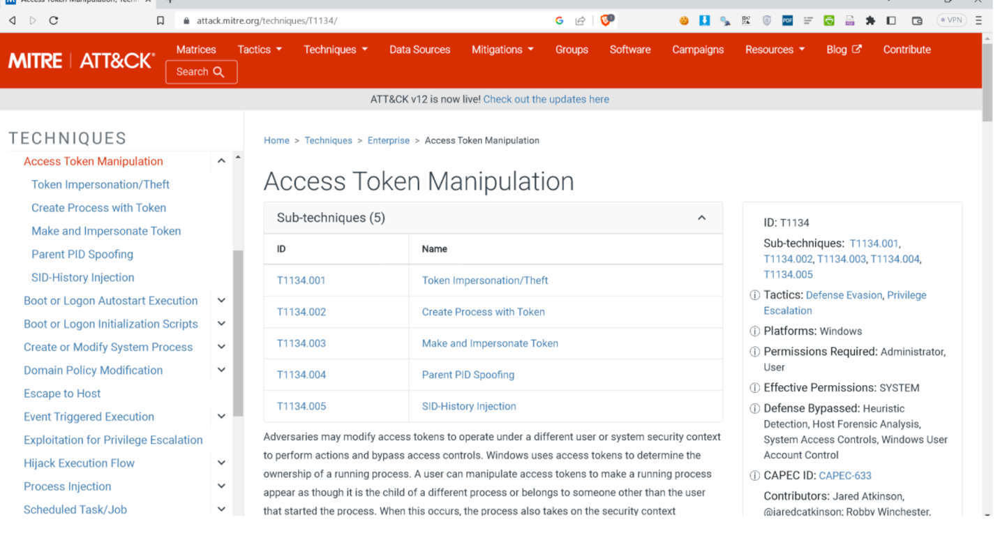 Access Token Manipulation, Techn
attack.mitre.org/techniques/T1134/
PDF
VPN
MITRE | ATT&CK®
Matrices Tactics Techniques Data Sources Mitigations Groups Software Campaigns Resources Blog Contribute
Search
ATT&CK v12 is now live! Check out the updates here
TECHNIQUES
Access Token Manipulation
Token Impersonation/Theft
Create Process with Token
Make and Impersonate Token
Parent PID Spoofing
SID-History Injection
Boot or Logon Autostart Execution
Boot or Logon Initialization Scripts
Create or Modify System Process
Domain Policy Modification
Escape to Host
Event Triggered Execution
Exploitation for Privilege Escalation
Hijack Execution Flow
Process Injection
Scheduled Task/Job
Home > Techniques > Enterprise > Access Token Manipulation
Access Token Manipulation
Sub-techniques (5)
ID Name
T1134.001 Token Impersonation/Theft
T1134.002 Create Process with Token
T1134.003 Make and Impersonate Token
T1134.004 Parent PID Spoofing
T1134.005 SID-History Injection
Adversaries may modify access tokens to operate under a different user or system security context
to perform actions and bypass access controls. Windows uses access tokens to determine the
ownership of a running process. A user can manipulate access tokens to make a running process
appear as though it is the child of a different process or belongs to someone other than the user
that started the process. When this occurs, the process also takes on the security context
ID: T1134
Sub-techniques: T1134.001,
T1134.002, T1134.003, T1134.004,
T1134.005
Tactics: Defense Evasion, Privilege
Escalation
Platforms: Windows
Permissions Required: Administrator,
User
Effective Permissions: SYSTEM
Defense Bypassed: Heuristic
Detection, Host Forensic Analysis,
System Access Controls, Windows User
Account Control
CAPEC ID: CAPEC-633
Contributors: Jared Atkinson,
@jaredcatkinson; Robby Winchester,